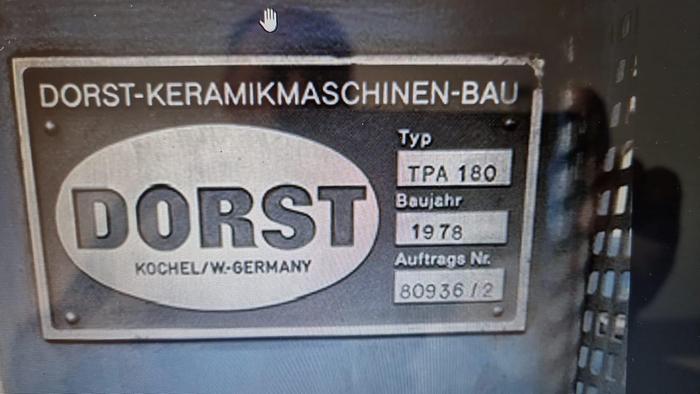 DORST-KERAMIKMASCHINEN-BAU
DORST
KOCHEL/W.-GERMANY
Typ
TPA 180
Baujahr
1978
Auftrags Nr.
80936/2